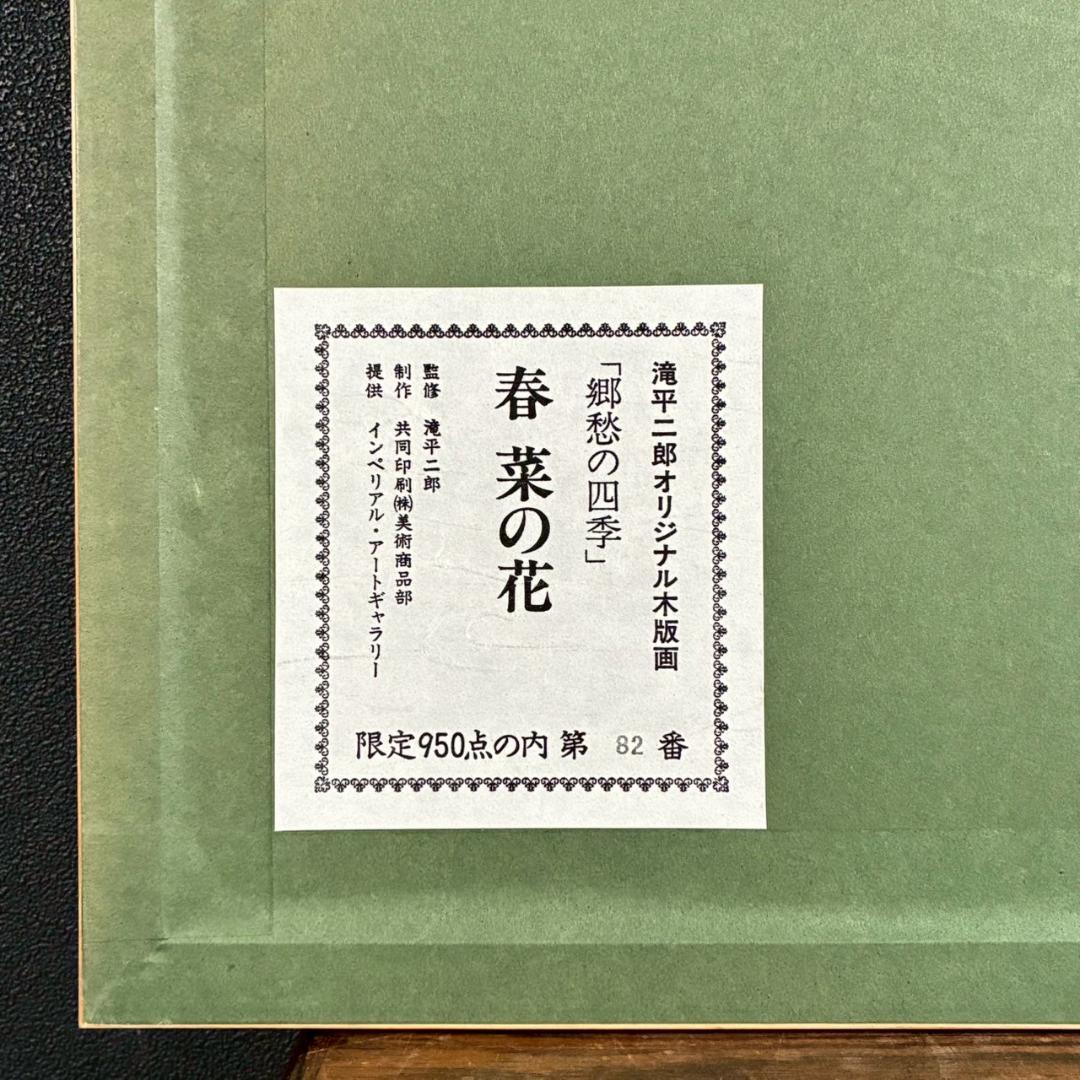 滝平二郎オリジナル木版画
「郷愁の四季」
春 菜の花
監修 滝平二郎
制作 共同印刷㈱美術商品部
提供 インペリアル・アートギャラリー
限定950点の内 第 82 番